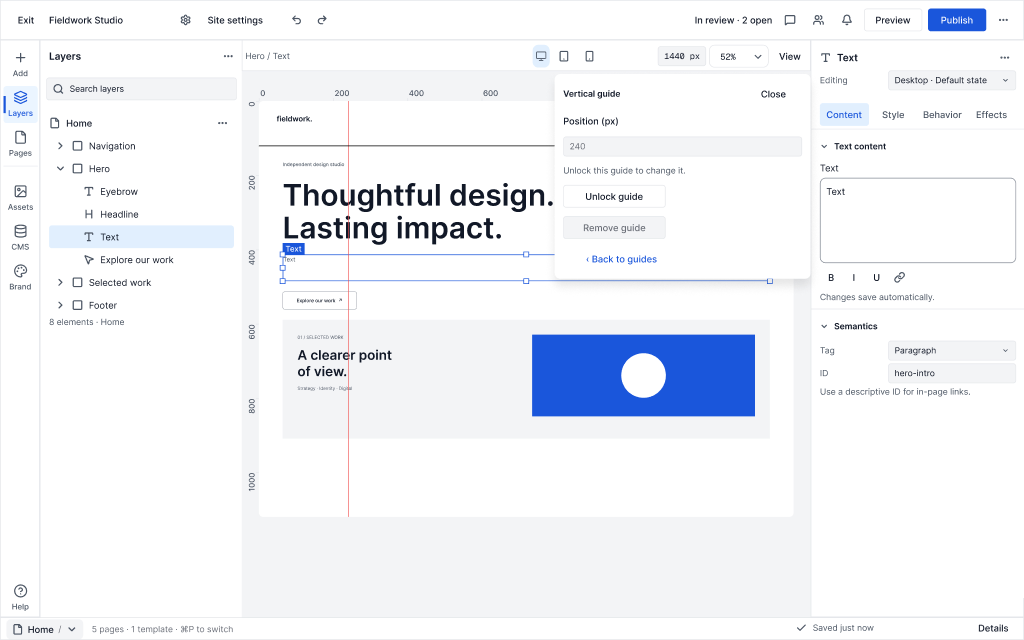 Exit
Fieldwork Studio
Site settings
In review · 2 open
Preview
Publish
Add
Layers
Pages
Assets
CMS
Brand
Help
Layers
Search layers
Home
Navigation
Hero
Eyebrow
Headline
Text
Explore our work
Selected work
Footer
8 elements · Home
Hero / Text
1440 px
52%
View
0
200
400
600
0
200
400
600
800
1000
fieldwork.
Independent design studio
Thoughtful design.
Lasting impact.
Text
Text
Explore our work ↗
01 / SELECTED WORK
A clearer point
of view.
Strategy · Identity · Digital
Vertical guide
Close
Position (px)
240
Unlock this guide to change it.
Unlock guide
Remove guide
‹ Back to guides
Text
Editing
Desktop · Default state
Content
Style
Behavior
Effects
Text content
Text
Text
B
I
U
Changes save automatically.
Semantics
Tag
Paragraph
ID
hero-intro
Use a descriptive ID for in-page links.
Home /
5 pages · 1 template · ⌘P to switch
Saved just now
Details